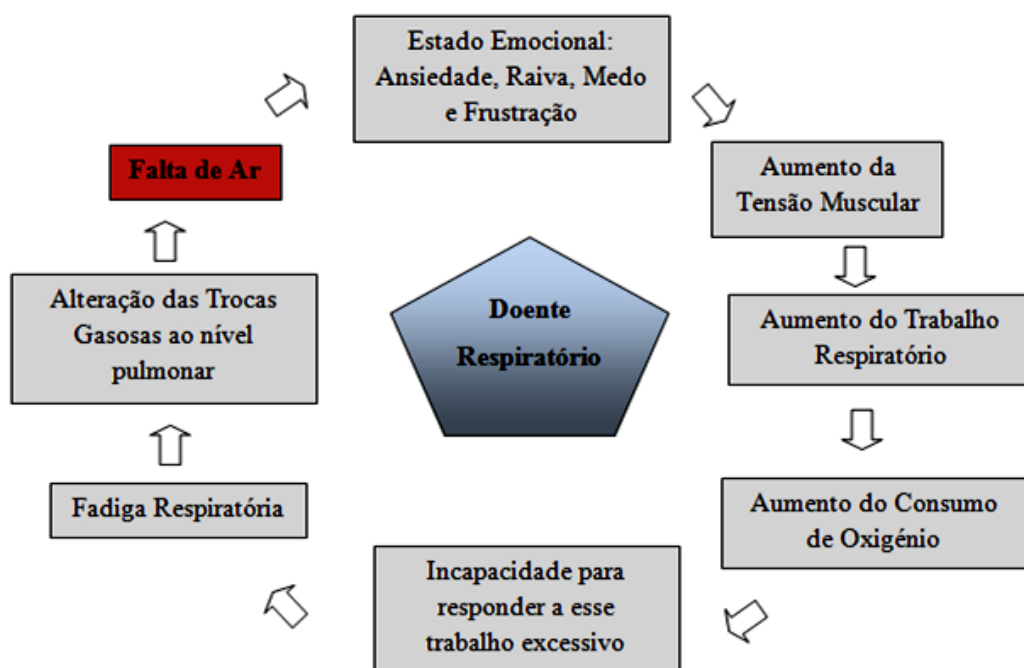 Estado Emocional:
Ansiedade, Raiva, Medo
e Frustração
Aumento da
Tensão Muscular
Aumento do Trabalho
Respiratório
Aumento do Consumo
de Oxigénio
Incapacidade para
responder a esse
trabalho excessivo
Fadiga Respiratória
Alteração das Trocas
Gasosas ao nível
pulmonar
Falta de Ar
Doente
Respiratório